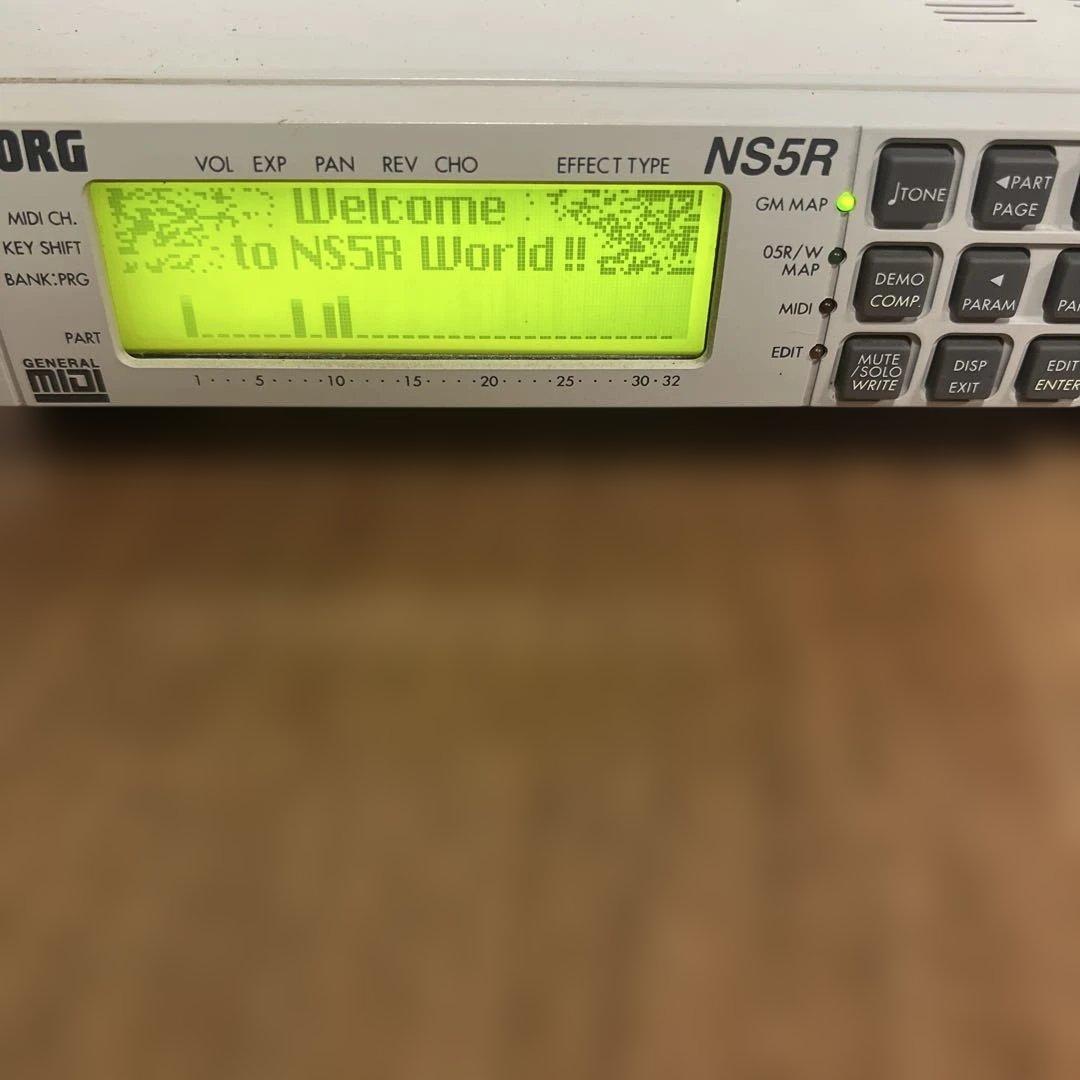 ORG
VOL EXP PAN REV CHO EFFECT TYPE
NS5R
MIDI CH.
KEY SHIFT
BANK:PRG
PART
GENERAL
MIDI
Welcome
to NS5R World!!
1 · · · 5 · · · · 10 · · · · 15 · · · · 20 · · · · 25 · · · · 30 · 32
GM MAP
05R/W
MAP
MIDI
EDIT
♩TONE
◀PART
PAGE
DEMO
COMP.
◀
PARAM
PA
MUTE
/SOLO
WRITE
DISP
EXIT
EDIT
ENTER